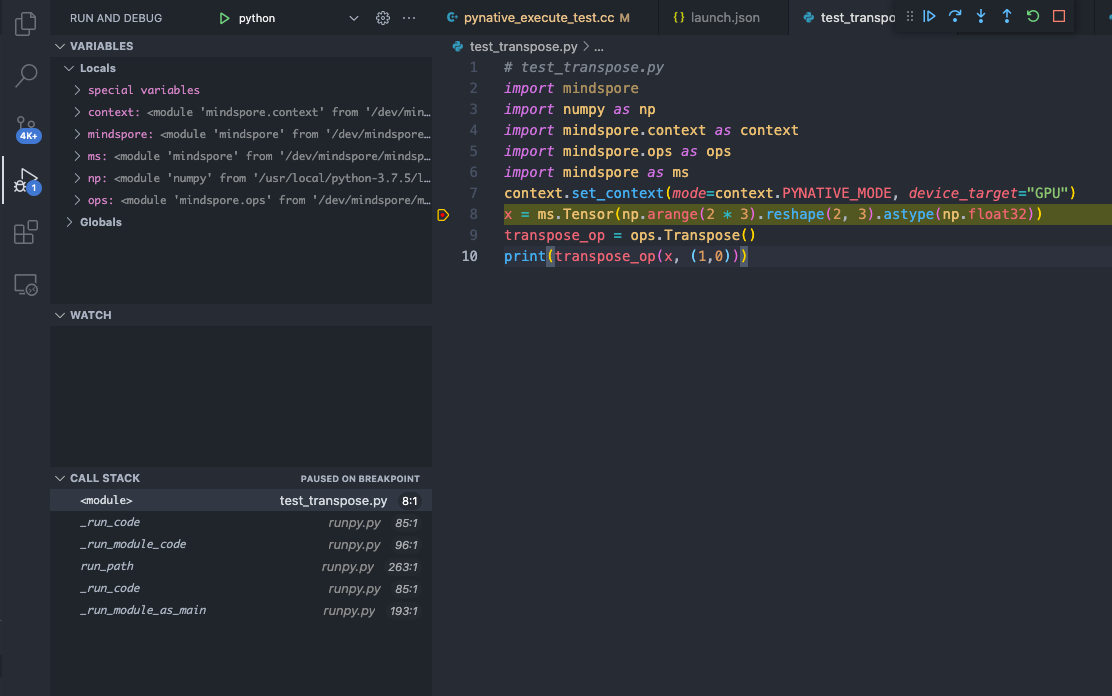 RUN AND DEBUG
python
...
VARIABLES
Locals
special variables
context: <module 'mindspore.context' from '/dev/min…
mindspore: <module 'mindspore' from '/dev/mindspore…
ms: <module 'mindspore' from '/dev/mindspore/mindsp…
np: <module 'numpy' from '/usr/local/python-3.7.5/l…
ops: <module 'mindspore.ops' from '/dev/mindspore/m…
Globals
4K+
1
WATCH
CALL STACK
PAUSED ON BREAKPOINT
<module> test_transpose.py 8:1
_run_code runpy.py 85:1
_run_module_code runpy.py 96:1
run_path runpy.py 263:1
_run_code runpy.py 85:1
_run_module_as_main runpy.py 193:1
pynative_execute_test.cc M
{} launch.json
test_transpo
test_transpose.py > ...
1 # test_transpose.py
2 import mindspore
3 import numpy as np
4 import mindspore.context as context
5 import mindspore.ops as ops
6 import mindspore as ms
7 context.set_context(mode=context.PYNATIVE_MODE, device_target="GPU")
8 x = ms.Tensor(np.arange(2 * 3).reshape(2, 3).astype(np.float32))
9 transpose_op = ops.Transpose()
10 print(transpose_op(x, (1,0)))